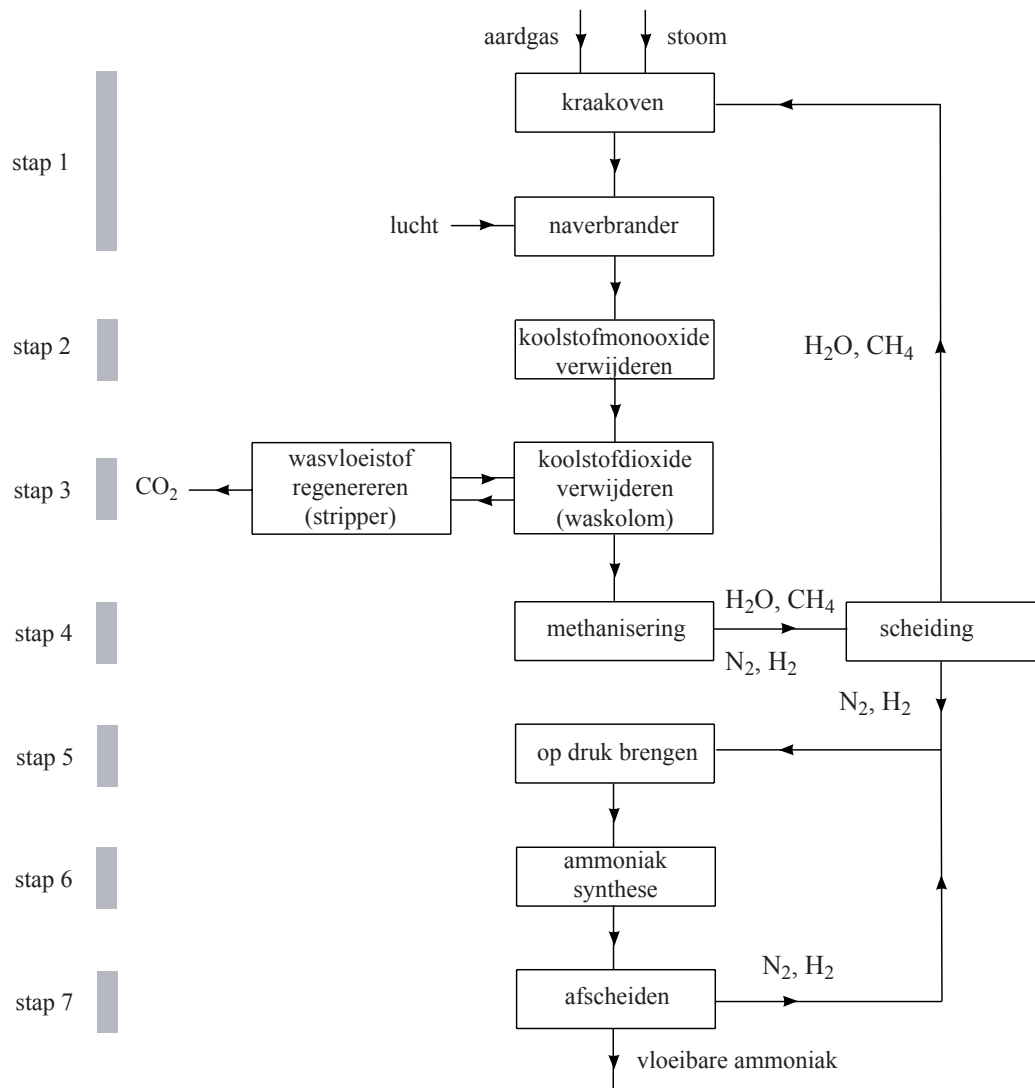 aardgas
stoom
kraakoven
stap 1
lucht
naverbrander
stap 2
koolstofmonooxide
verwijderen
H₂O, CH₄
stap 3
CO₂
wasvloeistof
regenereren
(stripper)
koolstofdioxide
verwijderen
(waskolom)
stap 4
methanisering
H₂O, CH₄
N₂, H₂
scheiding
N₂, H₂
stap 5
op druk brengen
stap 6
ammoniak
synthese
stap 7
afscheiden
N₂, H₂
vloeibare ammoniak